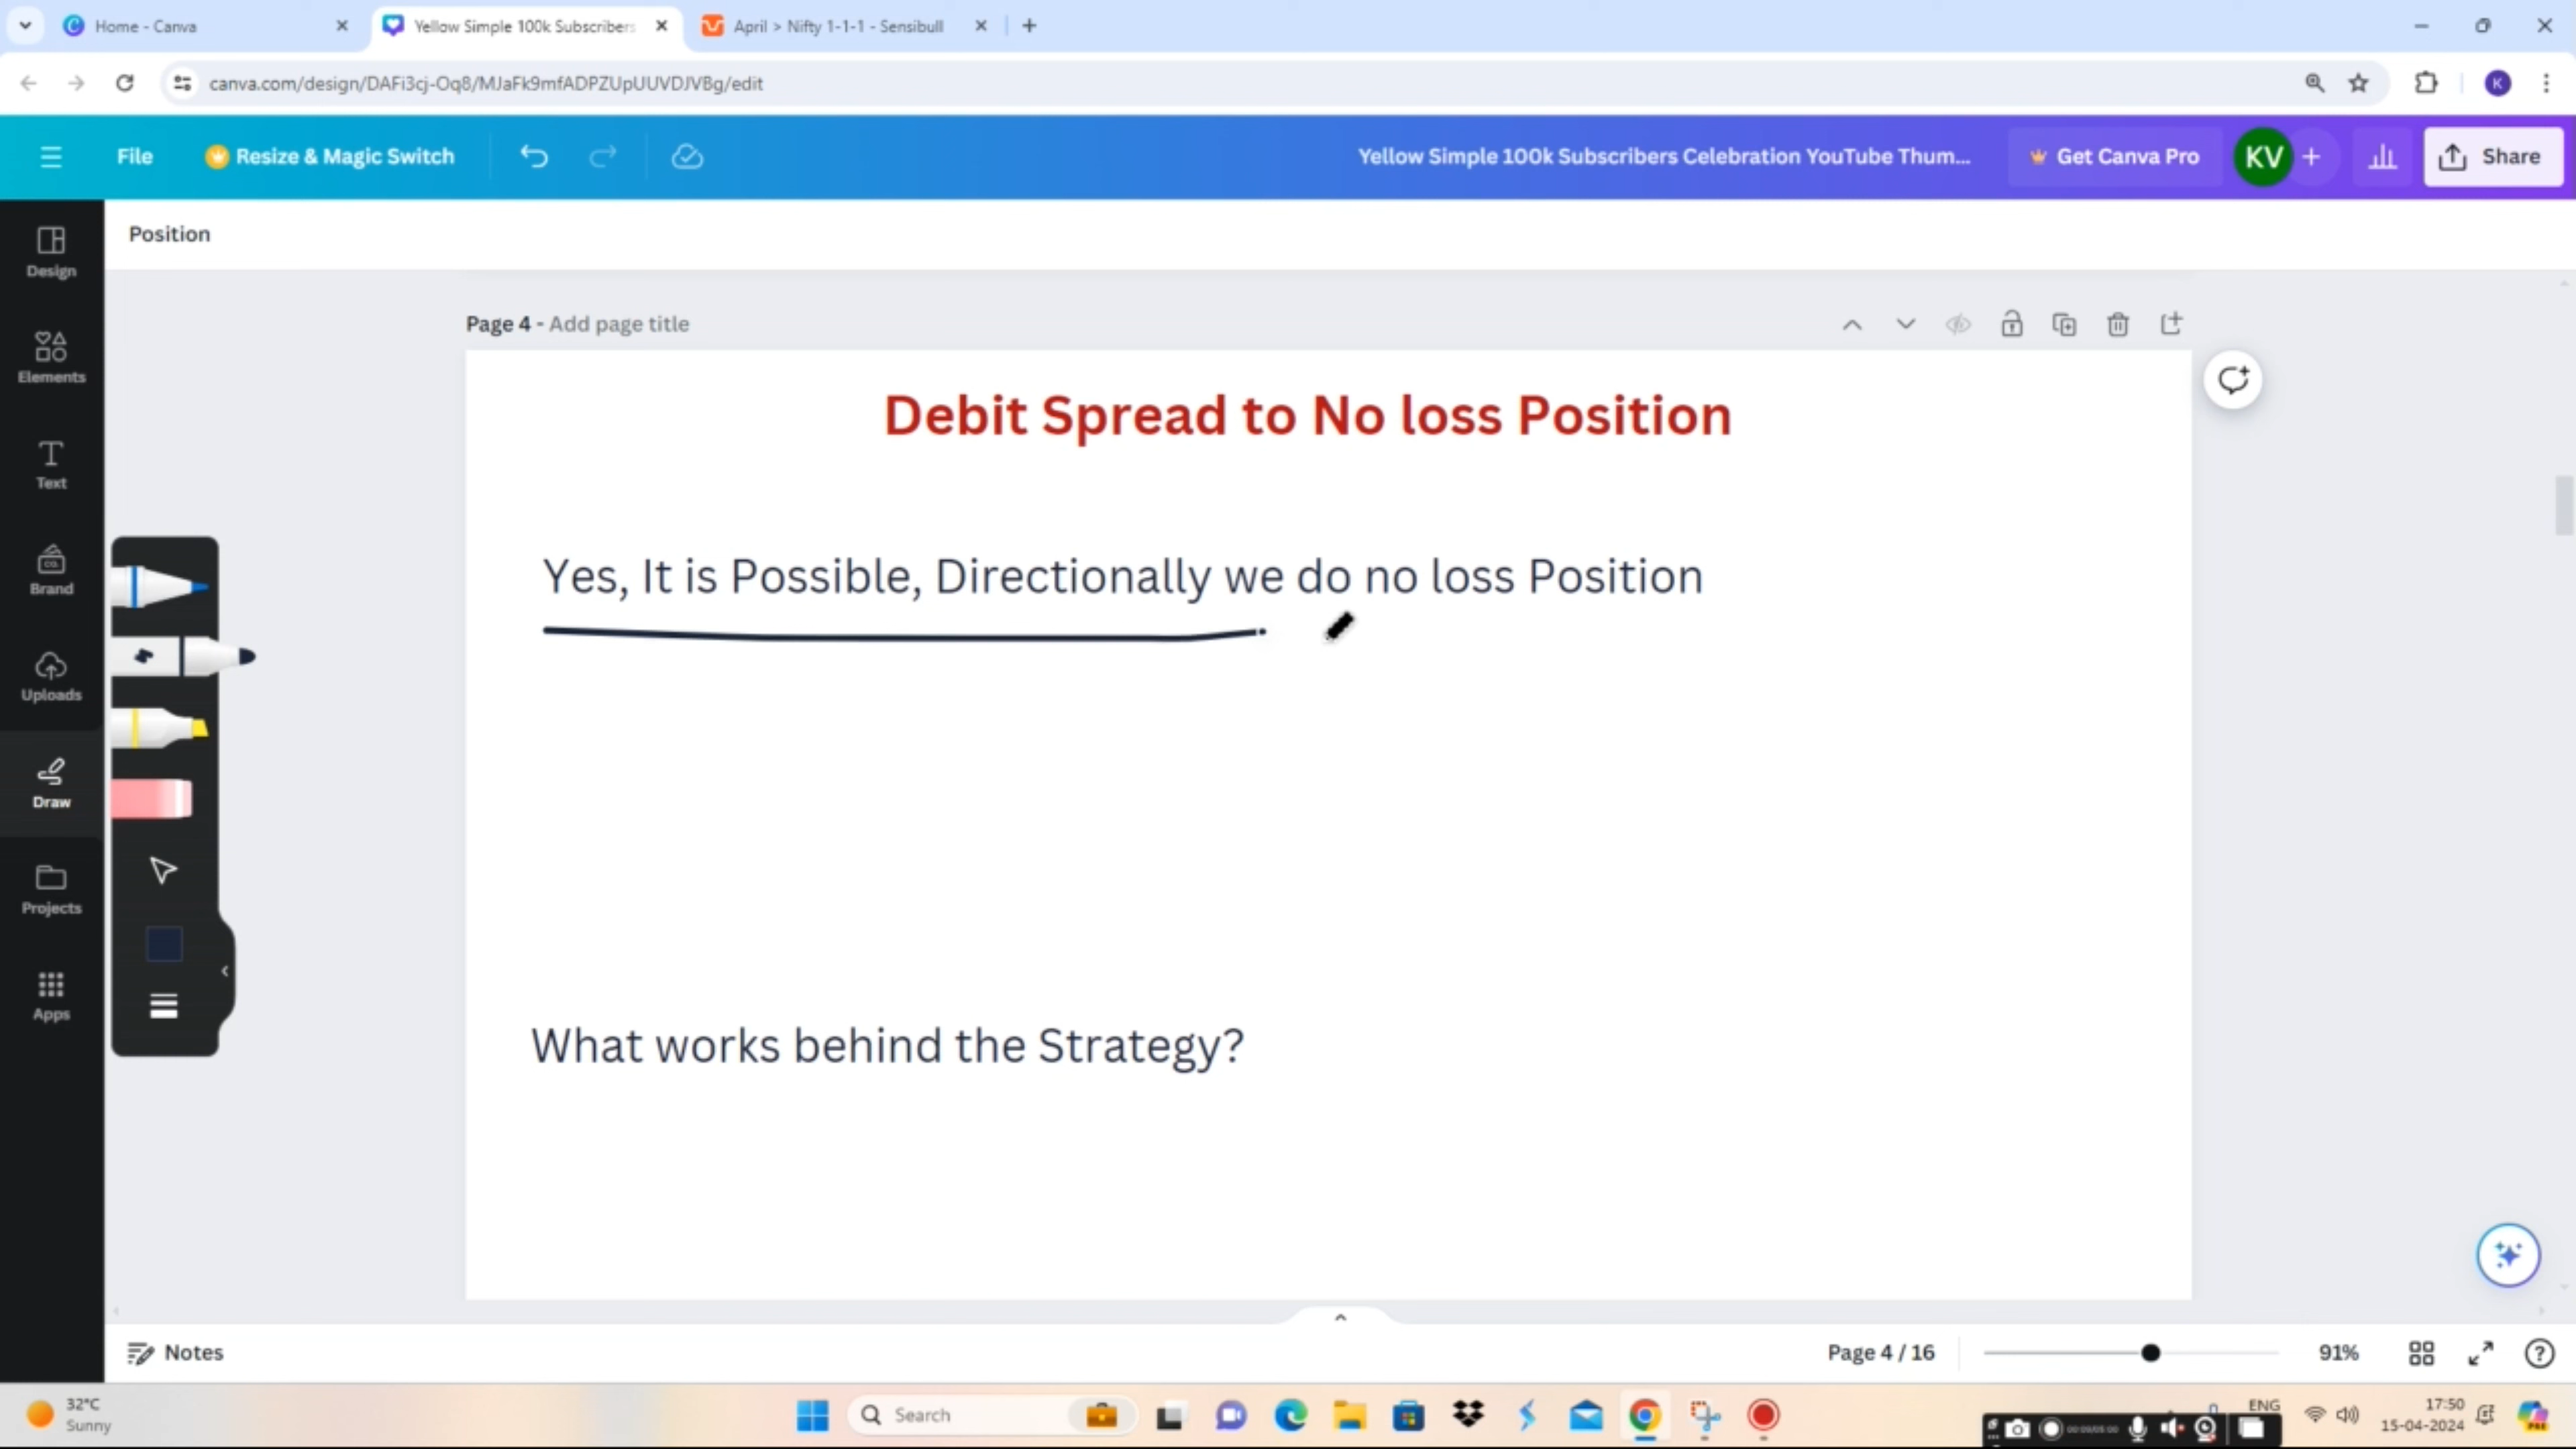 Home - Canva
Yellow Simple 100k Subscribers
April > Nifty 1-1-1 - Sensibull
canva.com/design/DAFi3cj-Oq8/MJaFk9mfADPZUpUUVDJVBg/edit
K
File
Resize & Magic Switch
Yellow Simple 100k Subscribers Celebration YouTube Thum...
Get Canva Pro
KV
Share
Position
Design
Elements
Text
Brand
Uploads
Draw
Projects
Apps
Page 4 - Add page title
Debit Spread to No loss Position
Yes, It is Possible, Directionally we do no loss Position
What works behind the Strategy?
Notes
Page 4 / 16
91%
32°C
Sunny
Search
ENG
17:50
15-04-2024